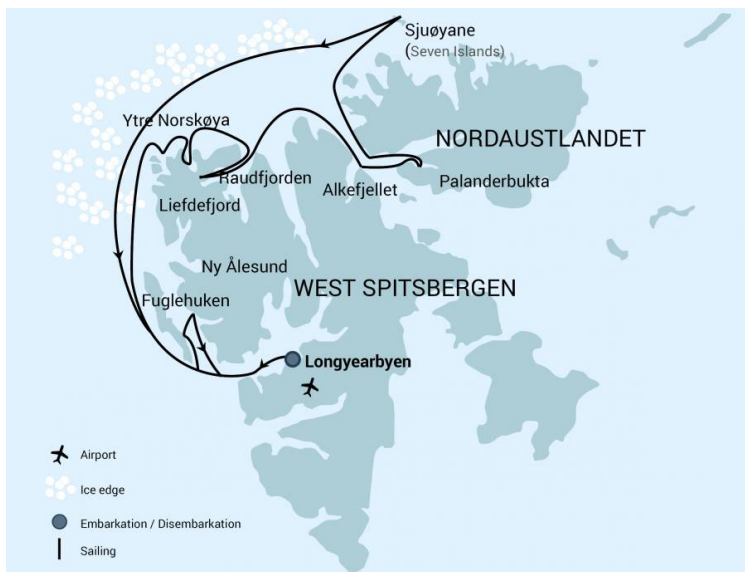 Sjuøyane
(Seven Islands)
Ytre Norskøya
NORDAUSTLANDET
Raudfjorden
Palanderbukta
Alkefjellet
Liefdefjord
Ny Ålesund
WEST SPITSBERGEN
Fuglehuken
Longyearbyen
Airport
Ice edge
Embarkation / Disembarkation
Sailing